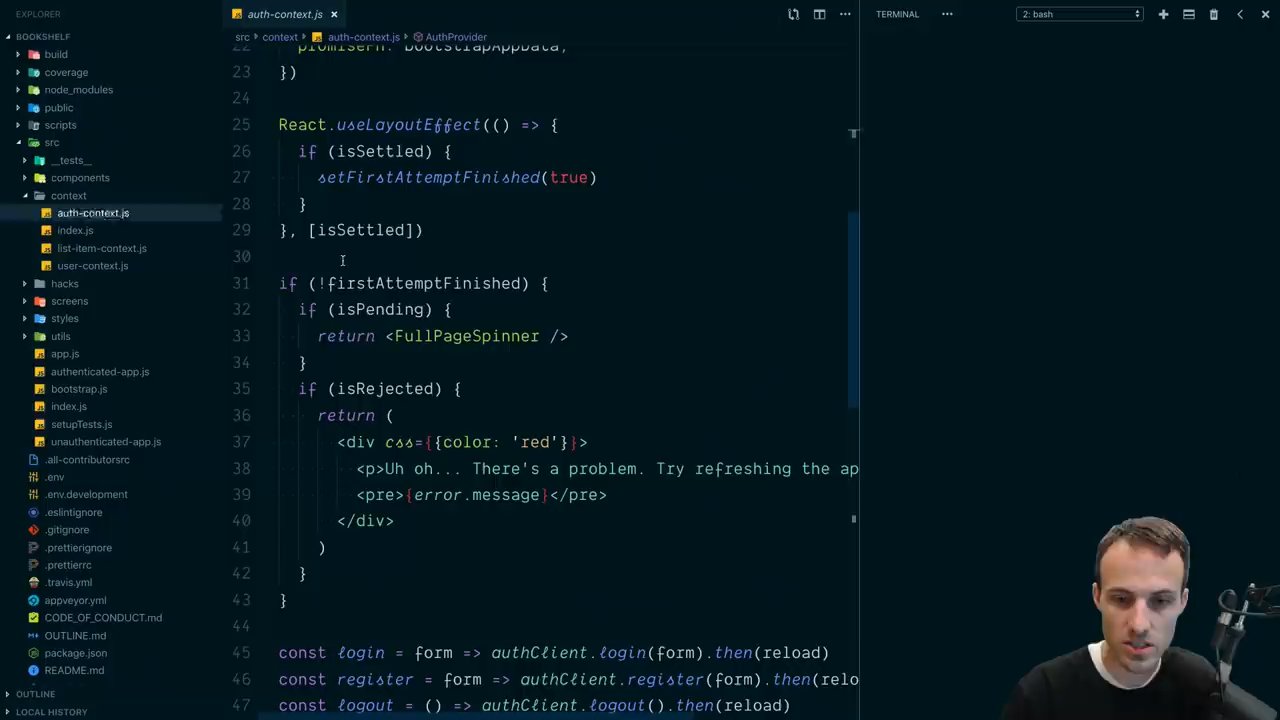 EXPLORER
BOOKSHELF
build
coverage
node_modules
public
scripts
src
__tests__
components
context
auth-context.js
index.js
list-item-context.js
user-context.js
hacks
screens
styles
utils
app.js
authenticated-app.js
bootstrap.js
index.js
setupTests.js
unauthenticated-app.js
.all-contributorsrc
.env
.env.development
.eslintignore
.gitignore
.prettierignore
.prettierrc
.travis.yml
appveyor.yml
CODE_OF_CONDUCT.md
OUTLINE.md
package.json
README.md
OUTLINE
LOCAL HISTORY
auth-context.js
src context auth-context.js AuthProvider
22 promiseFn: bootstrapAppData,
23 })
24
25 React.useLayoutEffect(() => {
26 if (isSettled) {
27 setFirstAttemptFinished(true)
28 }
29 }, [isSettled])
30
31 if (!firstAttemptFinished) {
32 if (isPending) {
33 return <FullPageSpinner />
34 }
35 if (isRejected) {
36 return (
37 <div css={{color: 'red'}}>
38 <p>Uh oh... There's a problem. Try refreshing the ap
39 <pre>{error.message}</pre>
40 </div>
41 )
42 }
43 }
44
45 const login = form => authClient.login(form).then(reload)
46 const register = form => authClient.register(form).then(relo
47 const logout = () => authClient.logout().then(reload)
TERMINAL
2: bash